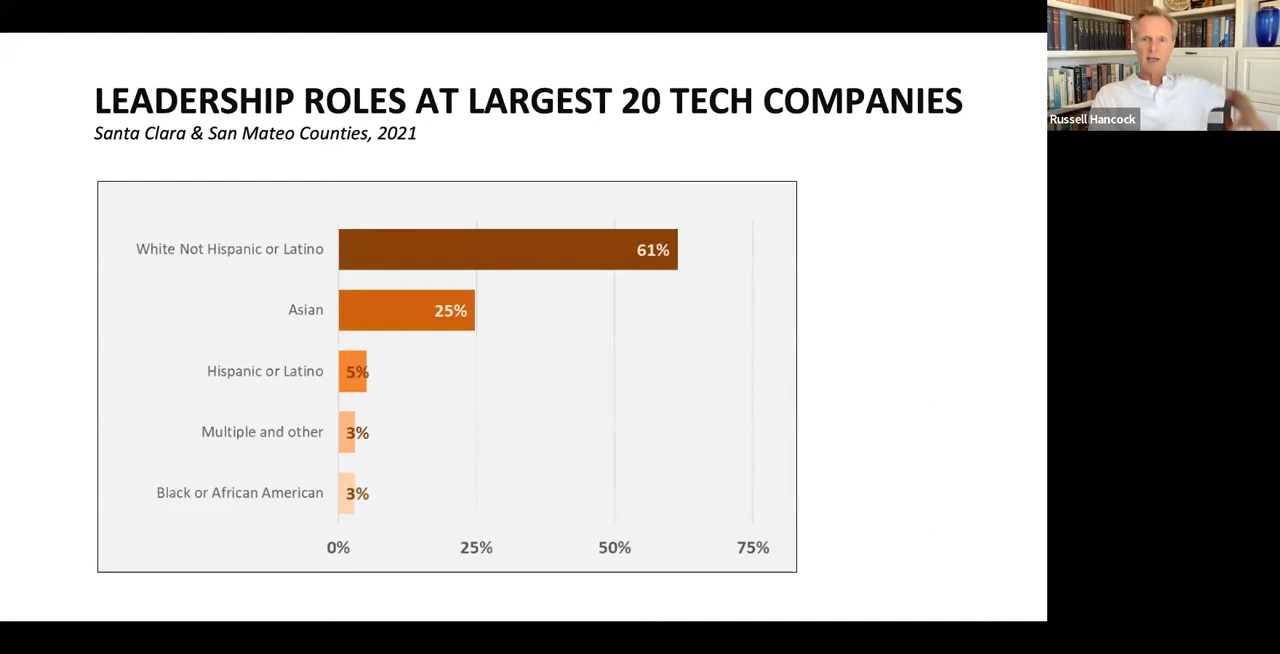 LEADERSHIP ROLES AT LARGEST 20 TECH COMPANIES
Santa Clara & San Mateo Counties, 2021
White Not Hispanic or Latino 61%
Asian 25%
Hispanic or Latino 5%
Multiple and other 3%
Black or African American 3%
0% 25% 50% 75%
Russell Hancock